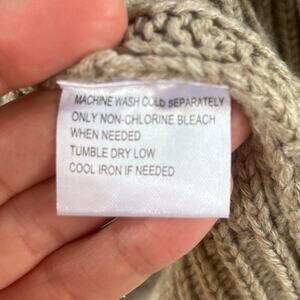 MACHINE WASH COLD SEPARATELY
ONLY NON-CHLORINE BLEACH
WHEN NEEDED
TUMBLE DRY LOW
COOL IRON IF NEEDED